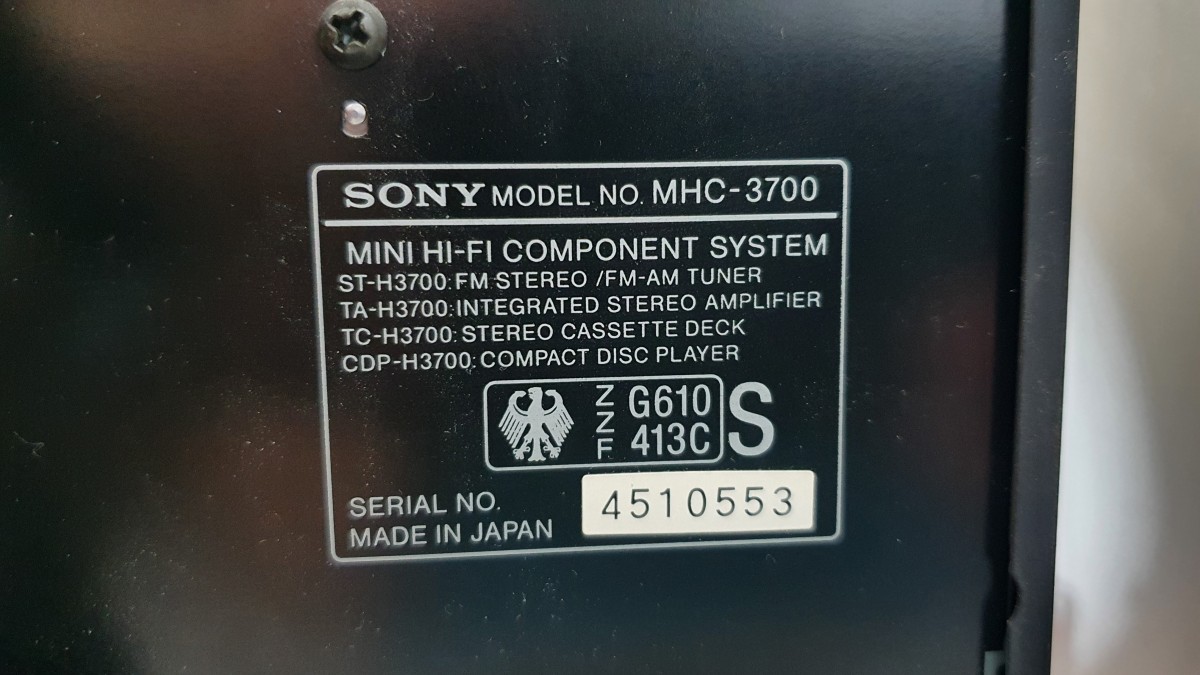 SONY MODEL NO. MHC-3700
MINI HI-FI COMPONENT SYSTEM
ST-H3700: FM STEREO /FM-AM TUNER
TA-H3700: INTEGRATED STEREO AMPLIFIER
TC-H3700: STEREO CASSETTE DECK
CDP-H3700: COMPACT DISC PLAYER
ZZF G610 S
413C
SERIAL NO. 4510553
MADE IN JAPAN